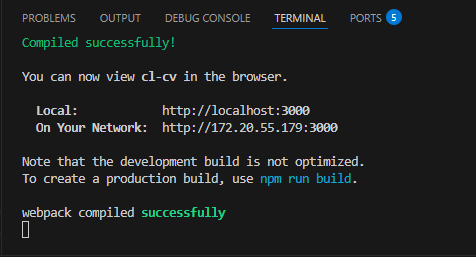 PROBLEMS OUTPUT DEBUG CONSOLE TERMINAL PORTS 5
Compiled successfully!
You can now view cl-cv in the browser.
Local: http://localhost:3000
On Your Network: http://172.20.55.179:3000
Note that the development build is not optimized.
To create a production build, use npm run build.
webpack compiled successfully